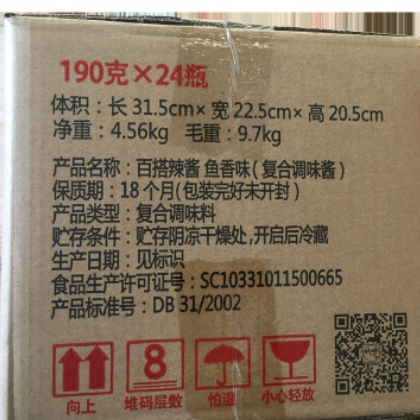 190克×24瓶
体积：长 31.5cm× 宽 22.5cm× 高 20.5cm
净重：4.56kg 毛重：9.7kg
产品名称：百搭辣酱 鱼香味（复合调味酱）
保质期：18 个月（包装完好未开封）
产品类型：复合调味料
贮存条件：贮存阴凉干燥处，开启后冷藏
生产日期：见标识
食品生产许可证号：SC10331011500665
产品标准号：DB 31/2002
8
向上 堆码层数 怕湿 小心轻放